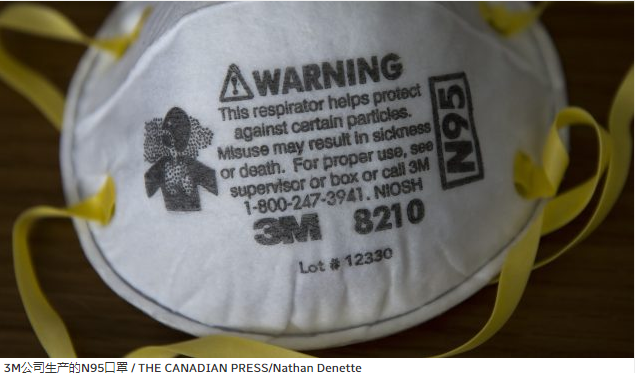 WARNING
This respirator helps protect
against certain particles.
Misuse may result in sickness
or death. For proper use, see
supervisor or box or call 3M
1-800-247-3941. NIOSH
3M 8210
Lot # 12330
N95
3M公司生产的N95口罩 / THE CANADIAN PRESS/Nathan Denette